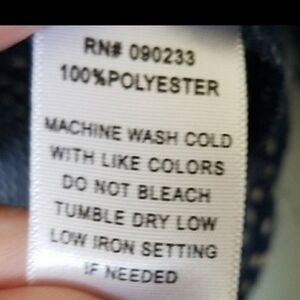 RN# 090233
100%POLYESTER
MACHINE WASH COLD
WITH LIKE COLORS
DO NOT BLEACH
TUMBLE DRY LOW
LOW IRON SETTING
IF NEEDED